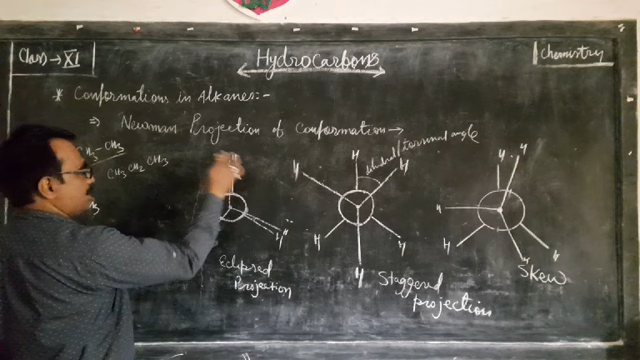 Class → XI
Hydrocarbons
Chemistry
* Conformations in Alkanes:-
⇒ Newman Projection of Conformation →
CH₃ - CH₃
CH₃ CH₂ CH₃
torsional angle
H H H
H H H
H H H
H H H H
H
Eclipsed
Projection
Staggered
projection
Skew